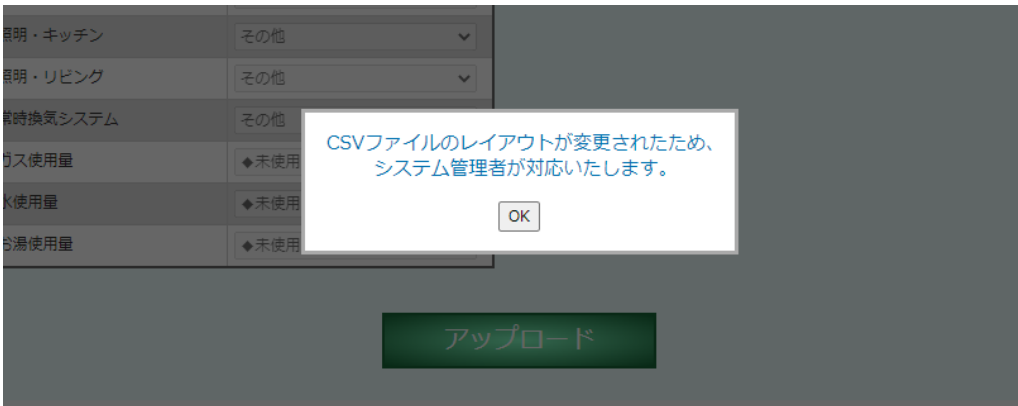 照明・キッチン その他
照明・リビング その他
常時換気システム その他
ガス使用量 ◆未使用
水使用量 ◆未使用
お湯使用量 ◆未使用
CSVファイルのレイアウトが変更されたため、
システム管理者が対応いたします。
OK
アップロード